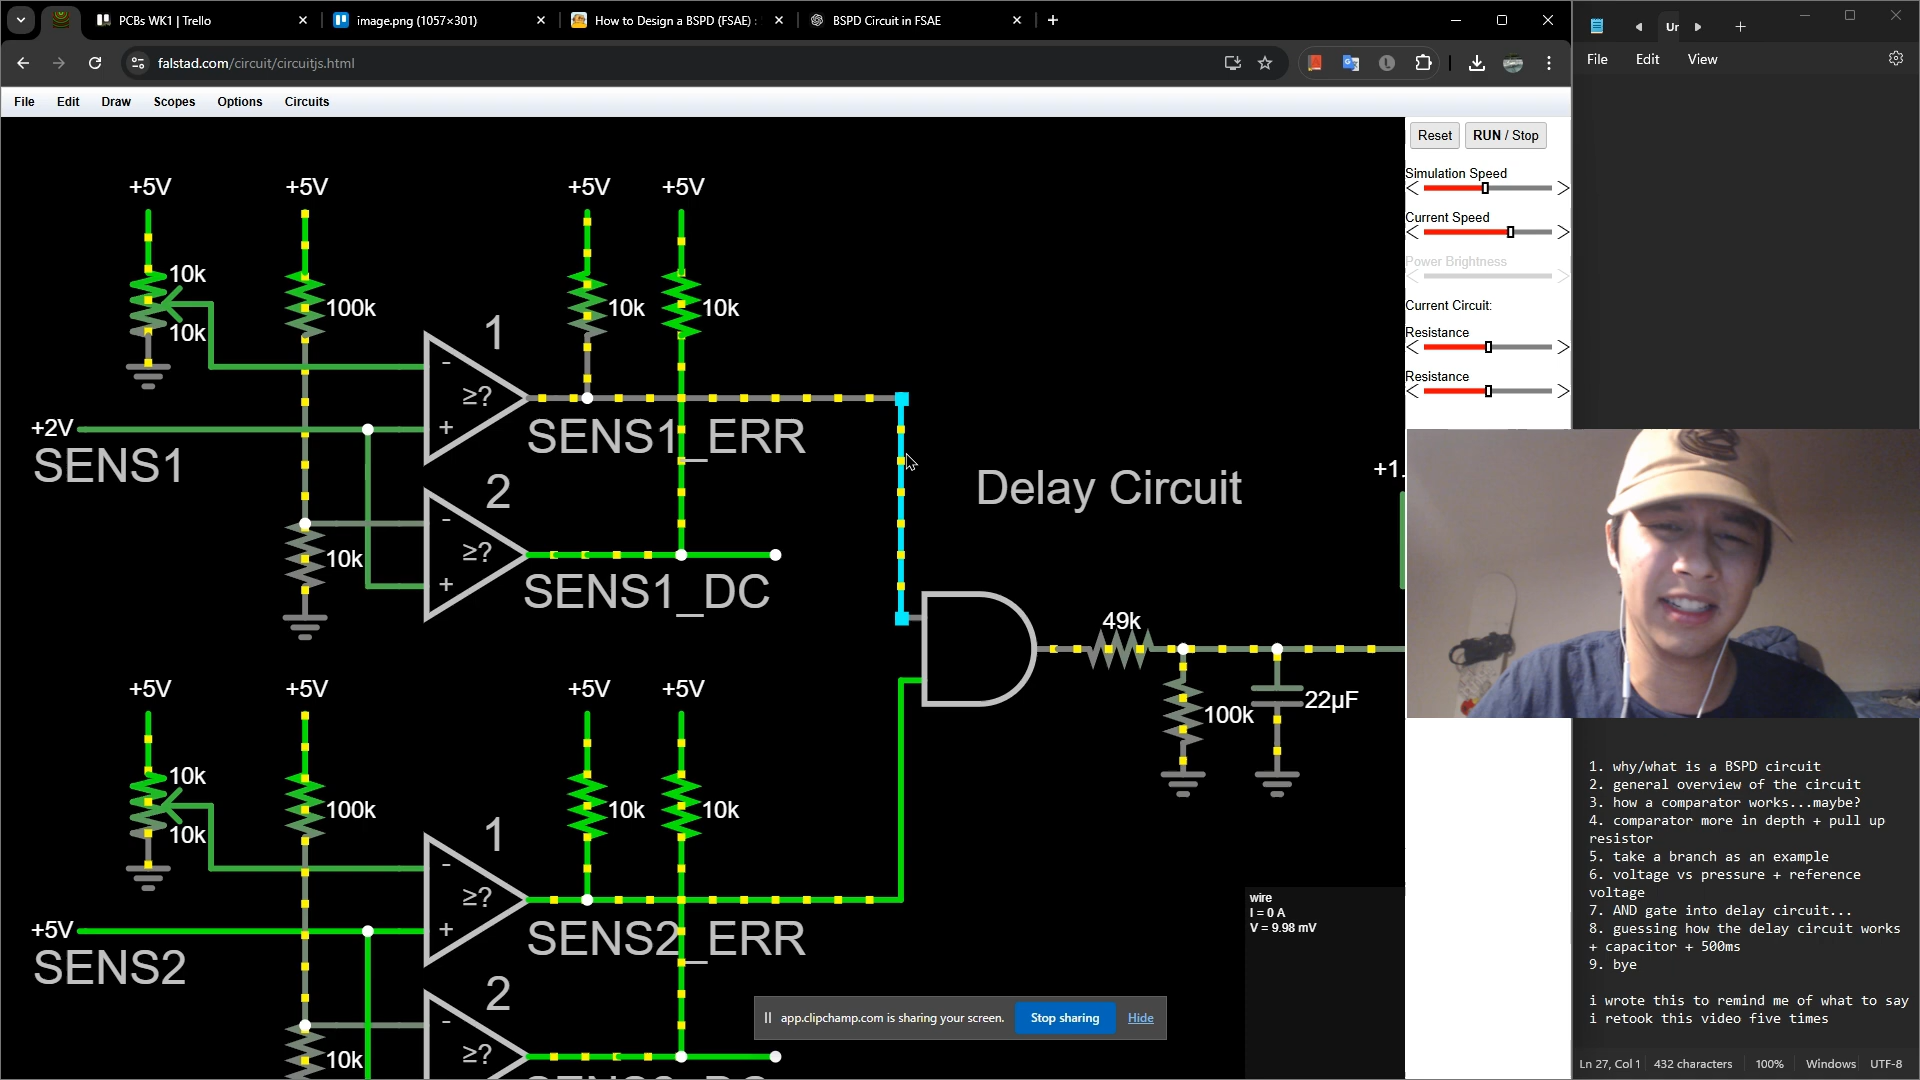 PCBs WK1 | Trello
image.png (1057×301)
How to Design a BSPD (FSAE) :
BSPD Circuit in FSAE
Ur
falstad.com/circuit/circuitjs.html
File Edit View
File Edit Draw Scopes Options Circuits
Reset
RUN / Stop
Simulation Speed
Current Speed
Power Brightness
Current Circuit:
Resistance
Resistance
+5V
+5V
+5V
+5V
10k
10k
100k
10k
10k
1
-
≥?
+
SENS1_ERR
+2V
SENS1
2
-
≥?
+
10k
SENS1_DC
Delay Circuit
+1.
49k
100k
22μF
+5V
+5V
+5V
+5V
10k
10k
100k
10k
10k
1
-
≥?
+
SENS2_ERR
+5V
SENS2
2
-
≥?
10k
wire
I = 0 A
V = 9.98 mV
app.clipchamp.com is sharing your screen.
Stop sharing
Hide
1. why/what is a BSPD circuit
2. general overview of the circuit
3. how a comparator works...maybe?
4. comparator more in depth + pull up
resistor
5. take a branch as an example
6. voltage vs pressure + reference
voltage
7. AND gate into delay circuit...
8. guessing how the delay circuit works
+ capacitor + 500ms
9. bye
i wrote this to remind me of what to say
i retook this video five times
Ln 27, Col 1
432 characters
100%
Windows
UTF-8